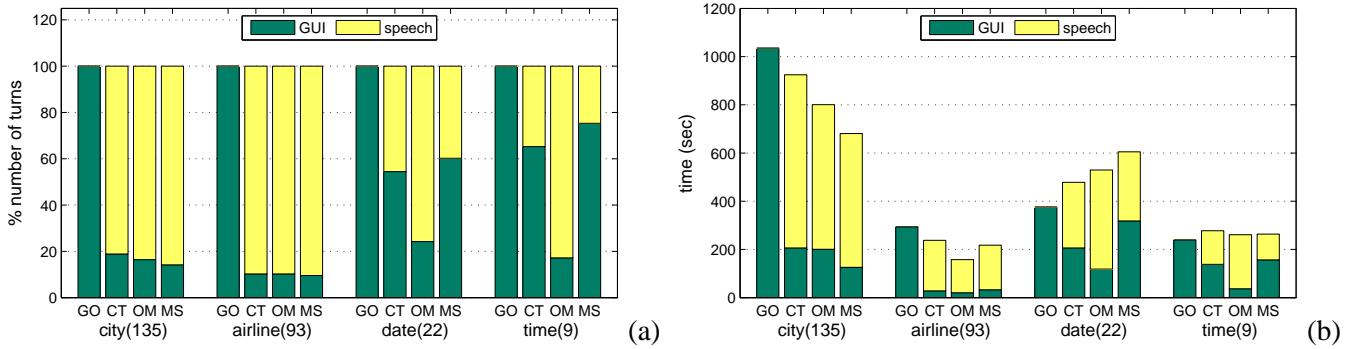 GUI speech
120
100
80
60
40
20
0
% number of turns
GO CT OM MS GO CT OM MS GO CT OM MS GO CT OM MS
city(135) airline(93) date(22) time(9)
(a)
GUI speech
1200
1000
800
600
400
200
0
time (sec)
GO CT OM MS GO CT OM MS GO CT OM MS GO CT OM MS
city(135) airline(93) date(22) time(9)
(b)